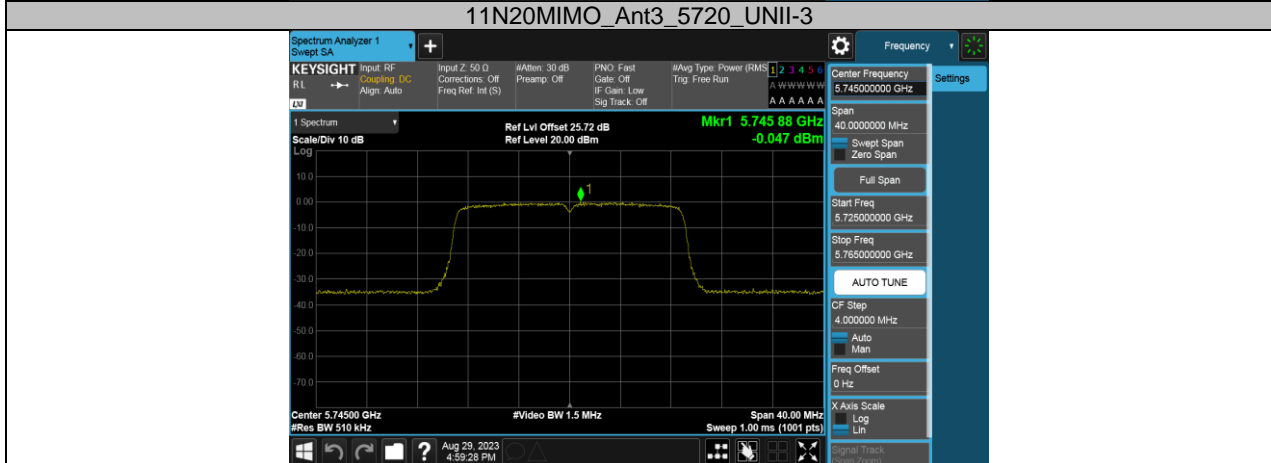 11N20MIMO_Ant3_5720_UNII-3
Spectrum Analyzer 1
Swept SA
+
Frequency
KEYSIGHT
RL
LXI
Input: RF
Coupling: DC
Align: Auto
Input Z: 50 Ω
Corrections: Off
Freq Ref: Int (S)
#Atten: 30 dB
Preamp: Off
PNO: Fast
Gate: Off
IF Gain: Low
Sig Track: Off
#Avg Type: Power (RMS
Trig: Free Run
1 2 3 4 5 6
A W W W W W
A A A A A A
Center Frequency
5.745000000 GHz
Settings
Span
40.0000000 MHz
Swept Span
Zero Span
Full Span
Start Freq
5.725000000 GHz
Stop Freq
5.765000000 GHz
AUTO TUNE
CF Step
4.000000 MHz
Auto
Man
Freq Offset
0 Hz
X Axis Scale
Log
Lin
Signal Track
(Span Zoom)
1 Spectrum
Scale/Div 10 dB
Log
Ref Lvl Offset 25.72 dB
Ref Level 20.00 dBm
Mkr1 5.745 88 GHz
-0.047 dBm
1
10.0
0.00
-10.0
-20.0
-30.0
-40.0
-50.0
-60.0
-70.0
Center 5.74500 GHz
#Res BW 510 kHz
#Video BW 1.5 MHz
Span 40.00 MHz
Sweep 1.00 ms (1001 pts)
?
Aug 29, 2023
4:59:28 PM